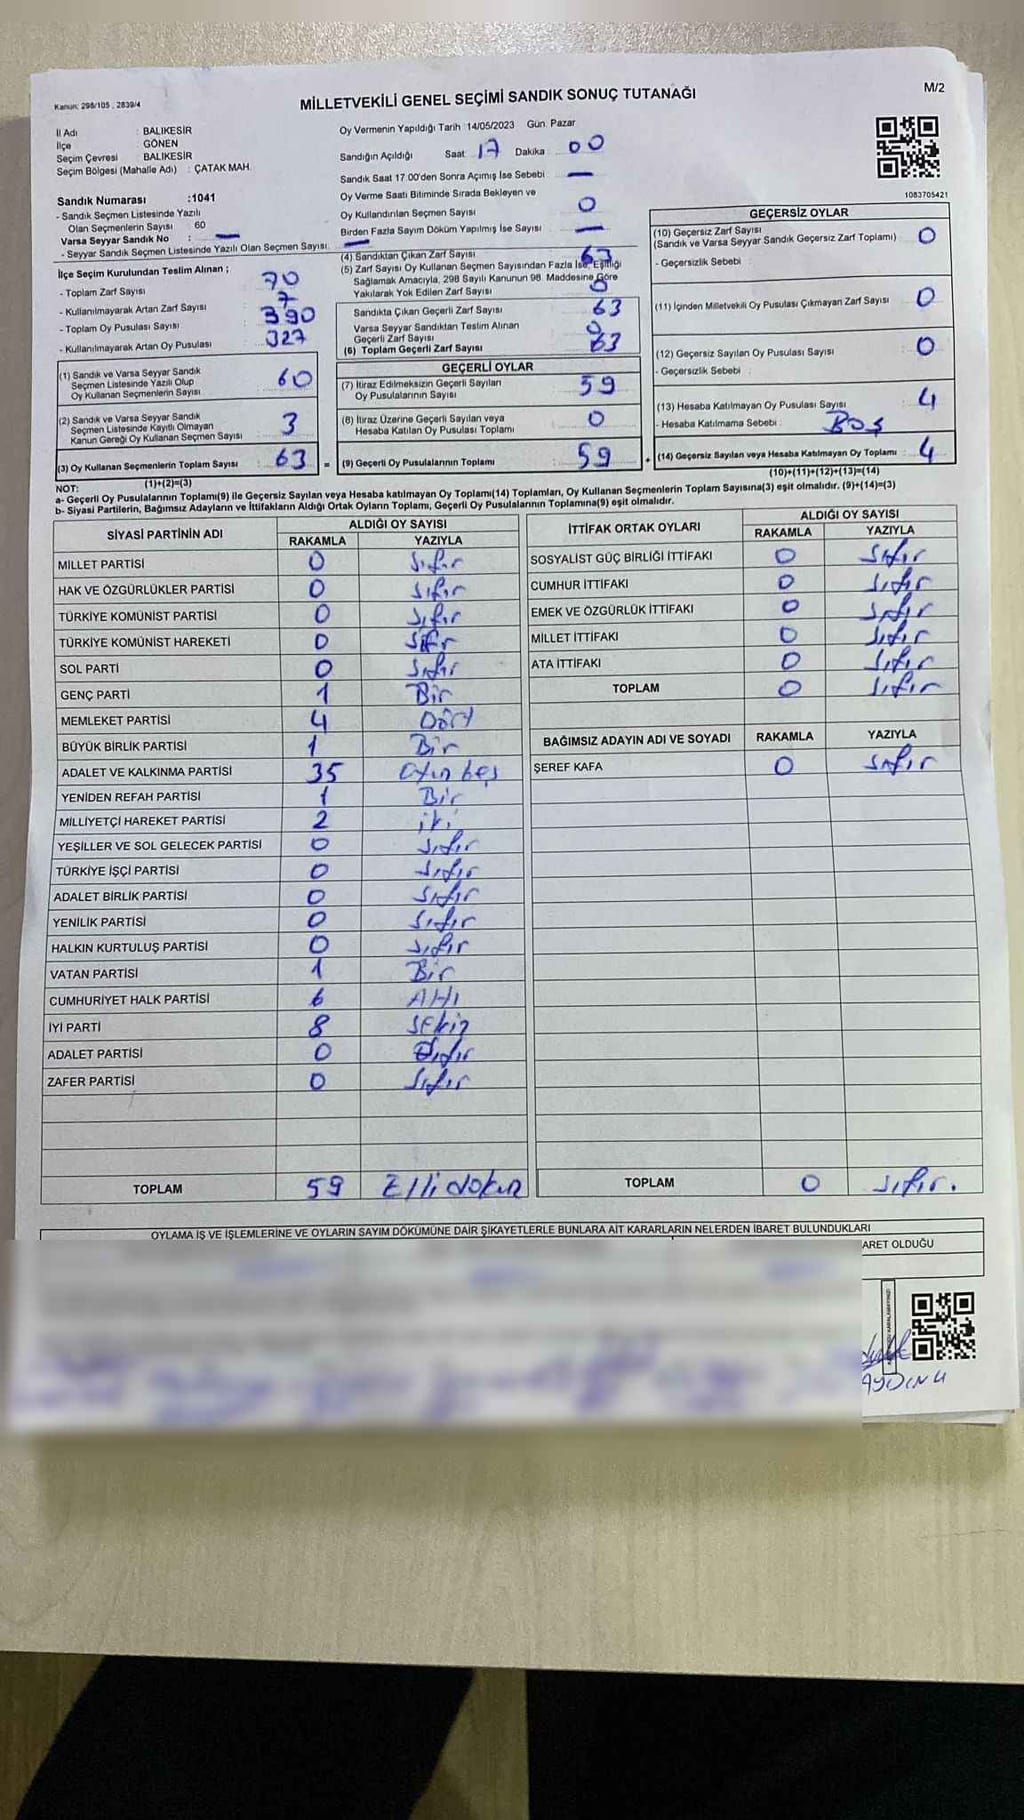 Kanun: 298/105 , 2839/4
MİLLETVEKİLİ GENEL SEÇİMİ SANDIK SONUÇ TUTANAĞI
M/2
İl Adı : BALIKESİR
İlçe : GÖNEN
Seçim Çevresi : BALIKESİR
Seçim Bölgesi (Mahalle Adı) : ÇATAK MAH.
Oy Vermenin Yapıldığı Tarih : 14/05/2023 Gün: Pazar
Sandığın Açıldığı Saat 17 Dakika 00
Sandık Saat 17.00'den Sonra Açımış İse Sebebi : —
Oy Verme Saati Bitiminde Sırada Bekleyen ve
Oy Kullandırılan Seçmen Sayısı 0
Birden Fazla Sayım Döküm Yapılmış İse Sayısı : —
1083705421
Sandık Numarası :1041
- Sandık Seçmen Listesinde Yazılı
Olan Seçmenlerin Sayısı 60
Varsa Seyyar Sandık No : —
- Seyyar Sandık Seçmen Listesinde Yazılı Olan Seçmen Sayısı : —
İlçe Seçim Kurulundan Teslim Alınan ;
- Toplam Zarf Sayısı 70
- Kullanılmayarak Artan Zarf Sayısı 7
- Toplam Oy Pusulası Sayısı 390
- Kullanılmayarak Artan Oy Pusulası 327
(1) Sandık ve Varsa Seyyar Sandık
Seçmen Listesinde Yazılı Olup
Oy Kullanan Seçmenlerin Sayısı 60
(2) Sandık ve Varsa Seyyar Sandık
Seçmen Listesinde Kayıtlı Olmayan
Kanun Gereği Oy Kullanan Seçmen Sayısı 3
(3) Oy Kullanan Seçmenlerin Toplam Sayısı 63
(1)+(2)=(3)
(4) Sandıktan Çıkan Zarf Sayısı 63
(5) Zarf Sayısı Oy Kullanan Seçmen Sayısından Fazla İse, Eşitliği
Sağlamak Amacıyla, 298 Sayılı Kanunun 98. Maddesine Göre
Yakılarak Yok Edilen Zarf Sayısı 0
Sandıkta Çıkan Geçerli Zarf Sayısı 63
Varsa Seyyar Sandıktan Teslim Alınan
Geçerli Zarf Sayısı 0
(6) Toplam Geçerli Zarf Sayısı 63
GEÇERLİ OYLAR
(7) İtiraz Edilmeksizin Geçerli Sayılan
Oy Pusulalarının Sayısı 59
(8) İtiraz Üzerine Geçerli Sayılan veya
Hesaba Katılan Oy Pusulası Toplamı 0
= (9) Geçerli Oy Pusulalarının Toplamı 59
GEÇERSİZ OYLAR
(10) Geçersiz Zarf Sayısı
(Sandık ve Varsa Seyyar Sandık Geçersiz Zarf Toplamı) 0
- Geçersizlik Sebebi :
(11) İçinden Milletvekili Oy Pusulası Çıkmayan Zarf Sayısı 0
(12) Geçersiz Sayılan Oy Pusulası Sayısı 0
- Geçersizlik Sebebi :
(13) Hesaba Katılmayan Oy Pusulası Sayısı 4
- Hesaba Katılmama Sebebi : BOŞ
+ (14) Geçersiz Sayılan veya Hesaba Katılmayan Oy Toplamı : 4
(10)+(11)+(12)+(13)=(14)
NOT:
a- Geçerli Oy Pusulalarının Toplamı(9) ile Geçersiz Sayılan veya Hesaba katılmayan Oy Toplamı(14) Toplamları, Oy Kullanan Seçmenlerin Toplam Sayısına(3) eşit olmalıdır. (9)+(14)=(3)
b- Siyasi Partilerin, Bağımsız Adayların ve İttifakların Aldığı Ortak Oyların Toplamı, Geçerli Oy Pusulalarının Toplamına(9) eşit olmalıdır.
SİYASİ PARTİNİN ADI ALDIĞI OY SAYISI
RAKAMLA YAZIYLA
MİLLET PARTİSİ 0 Sıfır
HAK VE ÖZGÜRLÜKLER PARTİSİ 0 Sıfır
TÜRKİYE KOMÜNİST PARTİSİ 0 Sıfır
TÜRKİYE KOMÜNİST HAREKETİ 0 Sıfır
SOL PARTİ 0 Sıfır
GENÇ PARTİ 1 Bir
MEMLEKET PARTİSİ 4 Dört
BÜYÜK BİRLİK PARTİSİ 1 Bir
ADALET VE KALKINMA PARTİSİ 35 Otuz beş
YENİDEN REFAH PARTİSİ 1 Bir
MİLLİYETÇİ HAREKET PARTİSİ 2 iki
YEŞİLLER VE SOL GELECEK PARTİSİ 0 Sıfır
TÜRKİYE İŞÇİ PARTİSİ 0 Sıfır
ADALET BİRLİK PARTİSİ 0 Sıfır
YENİLİK PARTİSİ 0 Sıfır
HALKIN KURTULUŞ PARTİSİ 0 Sıfır
VATAN PARTİSİ 1 Bir
CUMHURİYET HALK PARTİSİ 6 Altı
İYİ PARTİ 8 Sekiz
ADALET PARTİSİ 0 Sıfır
ZAFER PARTİSİ 0 Sıfır
TOPLAM 59 Elli dokuz
İTTİFAK ORTAK OYLARI ALDIĞI OY SAYISI
RAKAMLA YAZIYLA
SOSYALİST GÜÇ BİRLİĞİ İTTİFAKI 0 Sıfır
CUMHUR İTTİFAKI 0 Sıfır
EMEK VE ÖZGÜRLÜK İTTİFAKI 0 Sıfır
MİLLET İTTİFAKI 0 Sıfır
ATA İTTİFAKI 0 Sıfır
TOPLAM 0 Sıfır
BAĞIMSIZ ADAYIN ADI VE SOYADI RAKAMLA YAZIYLA
ŞEREF KAFA 0 Sıfır
TOPLAM 0 Sıfır.
OYLAMA İŞ VE İŞLEMLERİNE VE OYLARIN SAYIM DÖKÜMÜNE DAİR ŞİKAYETLERLE BUNLARA AİT KARARLARIN NELERDEN İBARET BULUNDUKLARI
ARET OLDUĞU